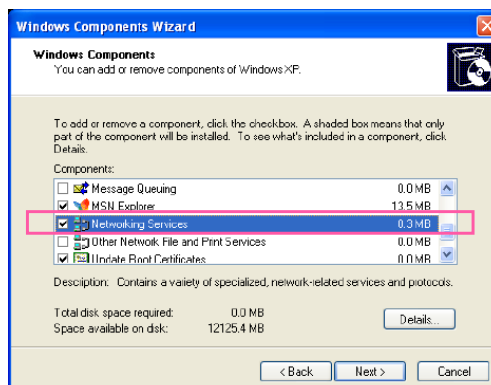 Windows Components Wizard
Windows Components
You can add or remove components of Windows XP.
To add or remove a component, click the checkbox. A shaded box means that only
part of the component will be installed. To see what's included in a component, click
Details.
Components:
Message Queuing 0.0 MB
MSN Explorer 13.5 MB
Networking Services 0.3 MB
Other Network File and Print Services 0.0 MB
Update Root Certificates 0.0 MB
Description: Contains a variety of specialized, network-related services and protocols.
Total disk space required: 0.0 MB
Space available on disk: 12125.4 MB
Details...
< Back Next > Cancel